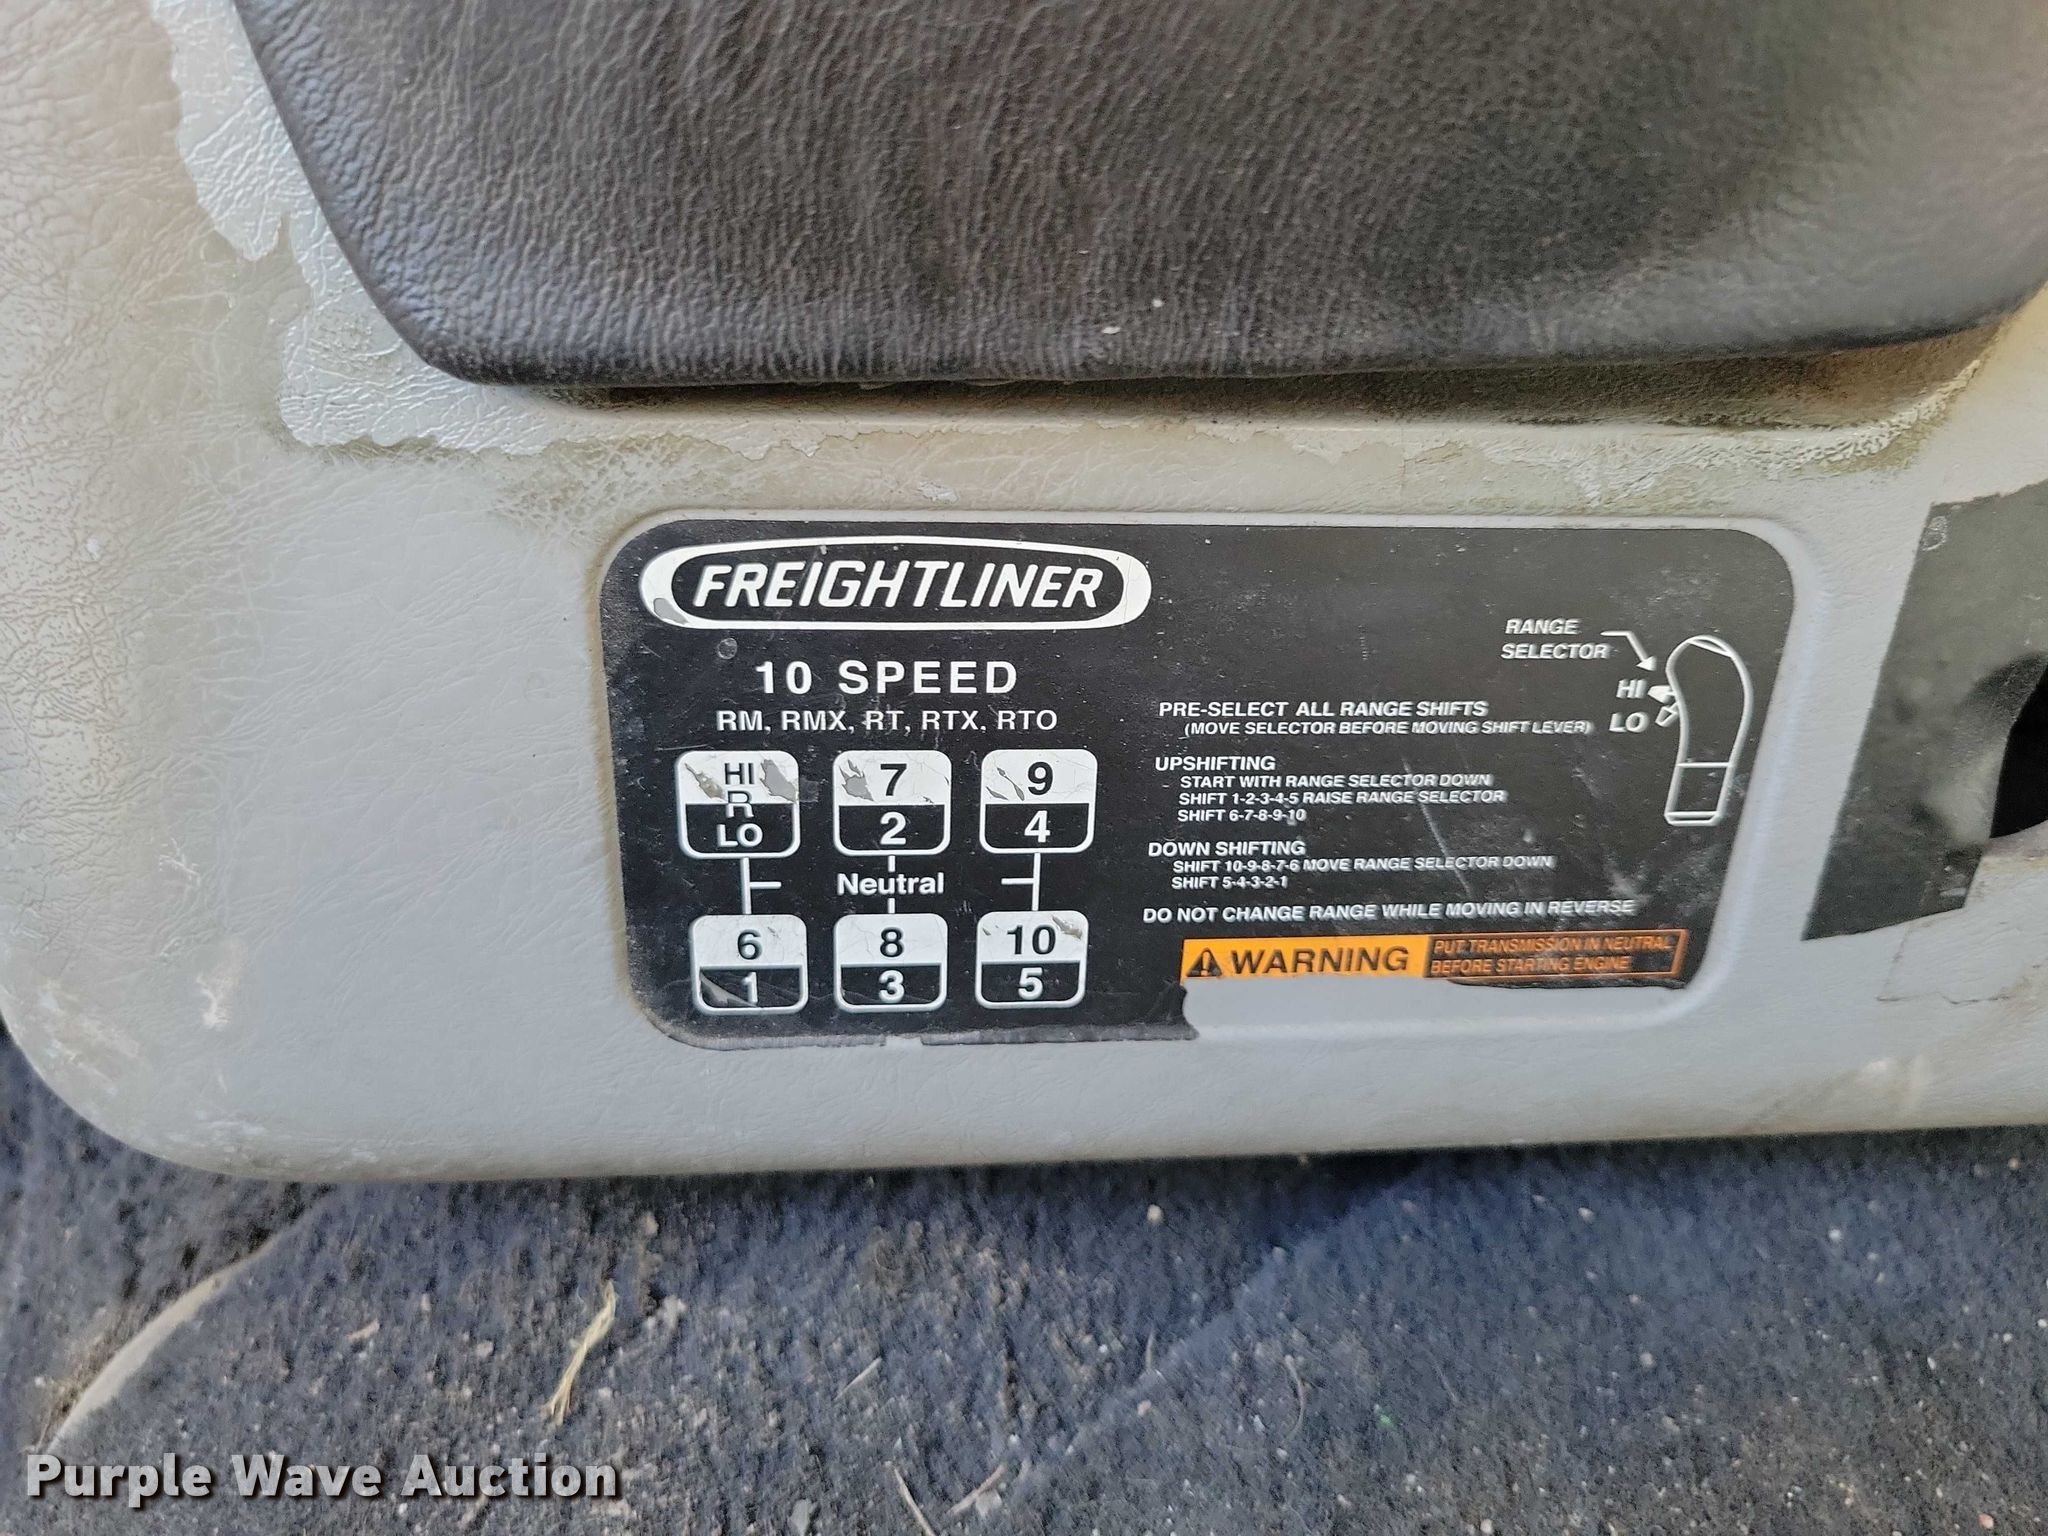 FREIGHTLINER
10 SPEED
RM, RMX, RT, RTX, RTO
HI
R
LO
7
2
9
4
Neutral
6
1
8
3
10
5
RANGE
SELECTOR
HI
LO
PRE-SELECT ALL RANGE SHIFTS
(MOVE SELECTOR BEFORE MOVING SHIFT LEVER)
UPSHIFTING
START WITH RANGE SELECTOR DOWN
SHIFT 1-2-3-4-5 RAISE RANGE SELECTOR
SHIFT 6-7-8-9-10
DOWN SHIFTING
SHIFT 10-9-8-7-6 MOVE RANGE SELECTOR DOWN
SHIFT 5-4-3-2-1
DO NOT CHANGE RANGE WHILE MOVING IN REVERSE
WARNING
PUT TRANSMISSION IN NEUTRAL
BEFORE STARTING ENGINE
Purple Wave Auction